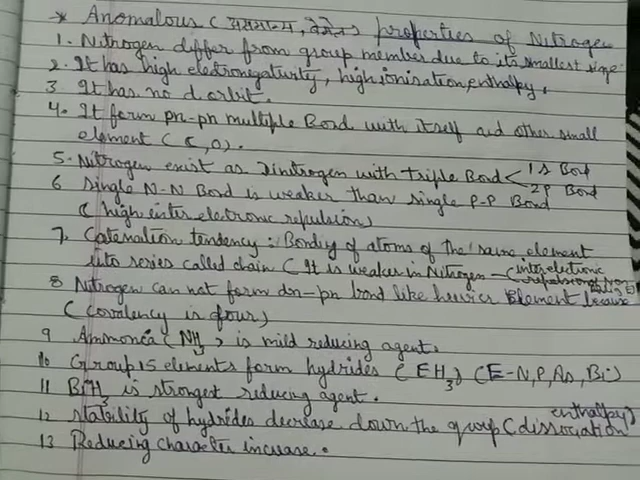 * Anomalous (असमान्य, ) properties of Nitrogen
1. Nitrogen differ from group member due to its smallest size
2. It has high electronegativity, high ionisation, enthalpy,
3 It has no d orbit.
4. It form pπ-pπ multiple Bond with itself and other small
element (C, O).
5. Nitrogen exist as Dinitrogen with triple Bond < 1 s Bond
2 p Bond
6 single N-N Bond is weaker than single P-P Bond
(high inter electronic repulsion)
7. Catenation tendency: Bonding of atoms of the same element
into series called chain (It is weaker in Nitrogen - (inter electronic
repulsion
8 Nitrogen can not form dπ-pπ bond like heavier Element because
(covalency is four)
9 Ammonia (NH3) is mild reducing agent.
10 Group 15 elements form hydrides (EH3) (E-N, P, As, Bi)
11 BiH3 is strongest reducing agent.
12 stability of hydrides decrease down the group (dissociation
enthalpy)
13 Reducing character increase.